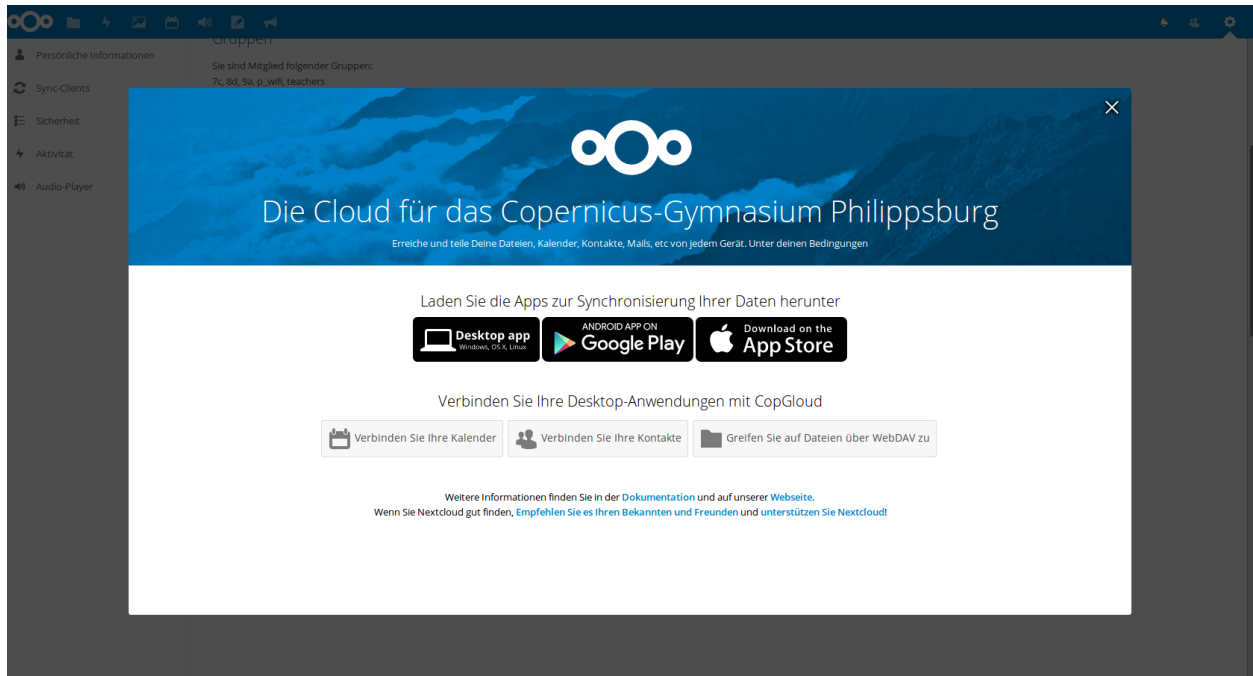 Gruppen
Persönliche Informationen
Sie sind Mitglied folgender Gruppen:
7c, 8d, 9a, p_wifi, teachers
Sync-Clients
Sicherheit
Aktivität
Audio-Player
Die Cloud für das Copernicus-Gymnasium Philippsburg
Erreiche und teile Deine Dateien, Kalender, Kontakte, Mails, etc von jedem Gerät. Unter deinen Bedingungen
Laden Sie die Apps zur Synchronisierung Ihrer Daten herunter
Desktop app
Windows, OS X, Linux
ANDROID APP ON
Google Play
Download on the
App Store
Verbinden Sie Ihre Desktop-Anwendungen mit CopGloud
Verbinden Sie Ihre Kalender
Verbinden Sie Ihre Kontakte
Greifen Sie auf Dateien über WebDAV zu
Weitere Informationen finden Sie in der Dokumentation und auf unserer Webseite.
Wenn Sie Nextcloud gut finden, Empfehlen Sie es Ihren Bekannten und Freunden und unterstützen Sie Nextcloud!